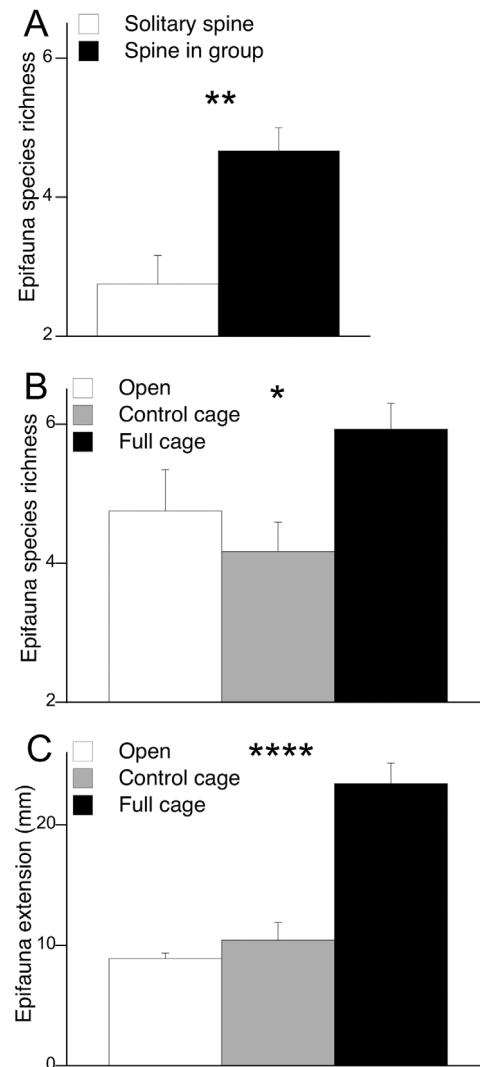 A
Solitary spine
Spine in group
Epifauna species richness
6
4
2
**
B
Open
Control cage
Full cage
Epifauna species richness
6
4
2
*
C
Open
Control cage
Full cage
Epifauna extension (mm)
20
10
0
****